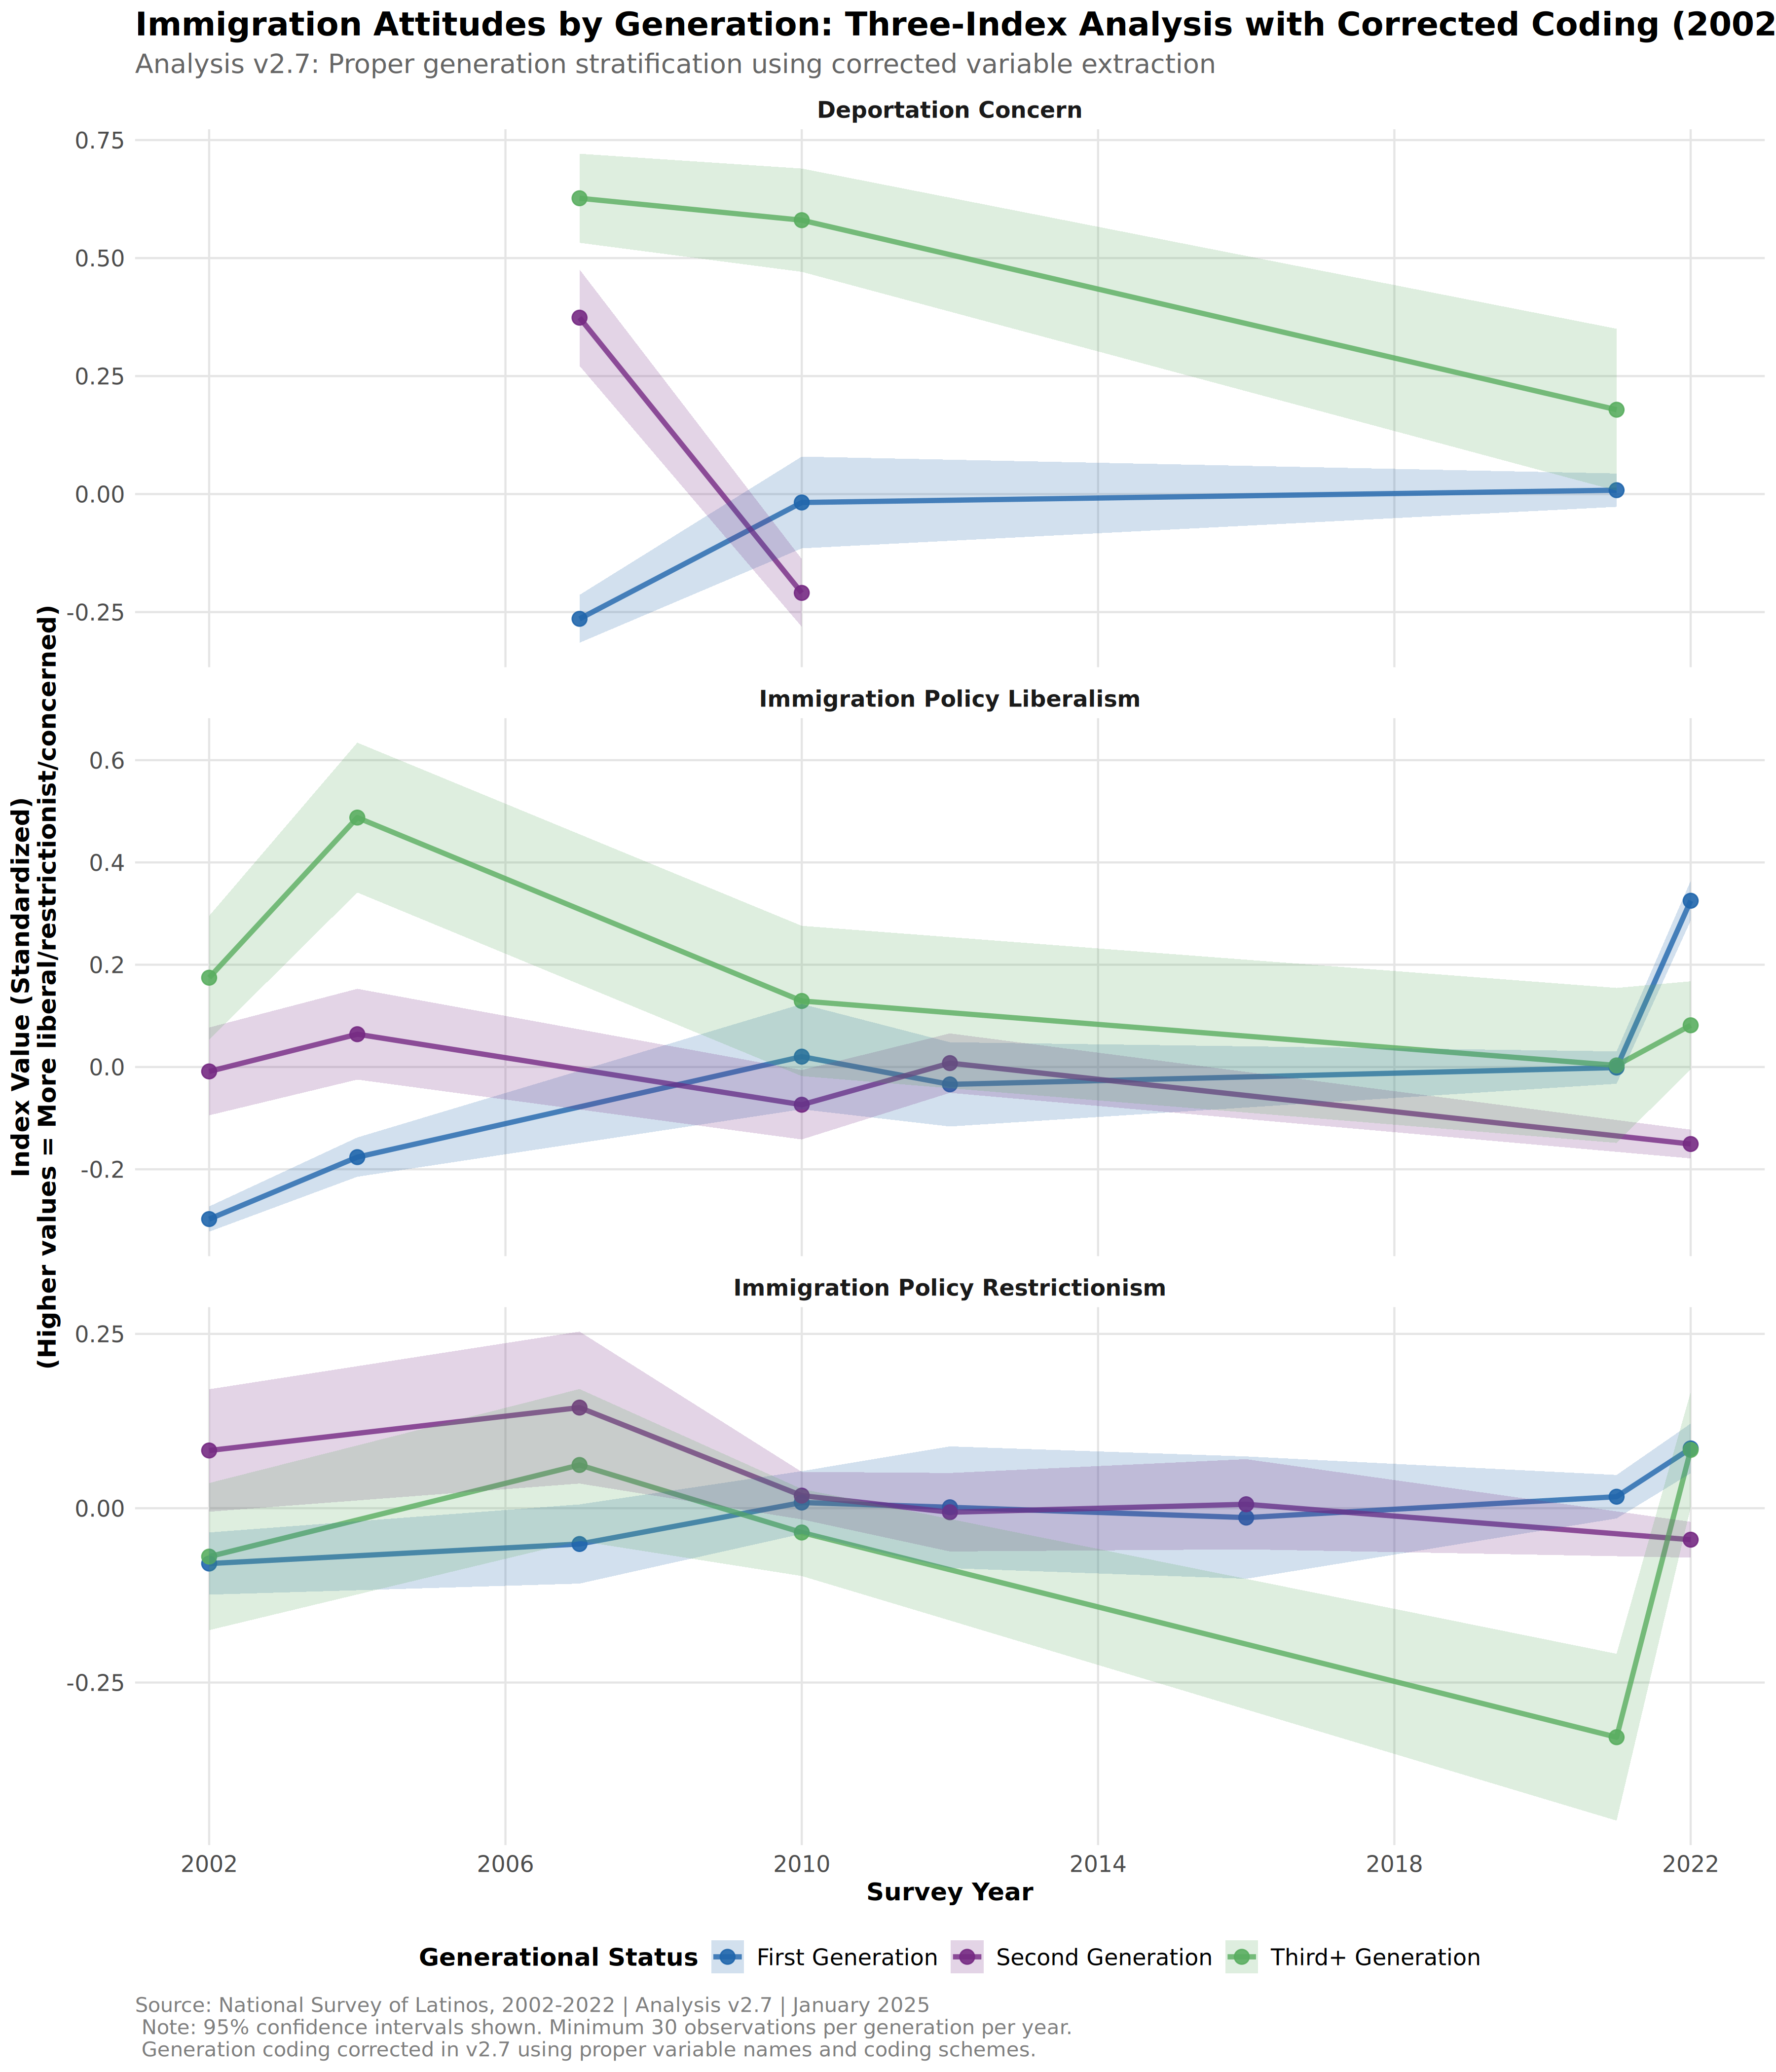 Immigration Attitudes by Generation: Three-Index Analysis with Corrected Coding (2002
Analysis v2.7: Proper generation stratification using corrected variable extraction
Deportation Concern
0.75
0.50
0.25
0.00
-0.25
Immigration Policy Liberalism
0.6
0.4
0.2
0.0
-0.2
Immigration Policy Restrictionism
0.25
0.00
-0.25
Index Value (Standardized)
(Higher values = More liberal/restrictionist/concerned)
2002 2006 2010 2014 2018 2022
Survey Year
Generational Status First Generation Second Generation Third+ Generation
Source: National Survey of Latinos, 2002-2022 | Analysis v2.7 | January 2025
Note: 95% confidence intervals shown. Minimum 30 observations per generation per year.
Generation coding corrected in v2.7 using proper variable names and coding schemes.